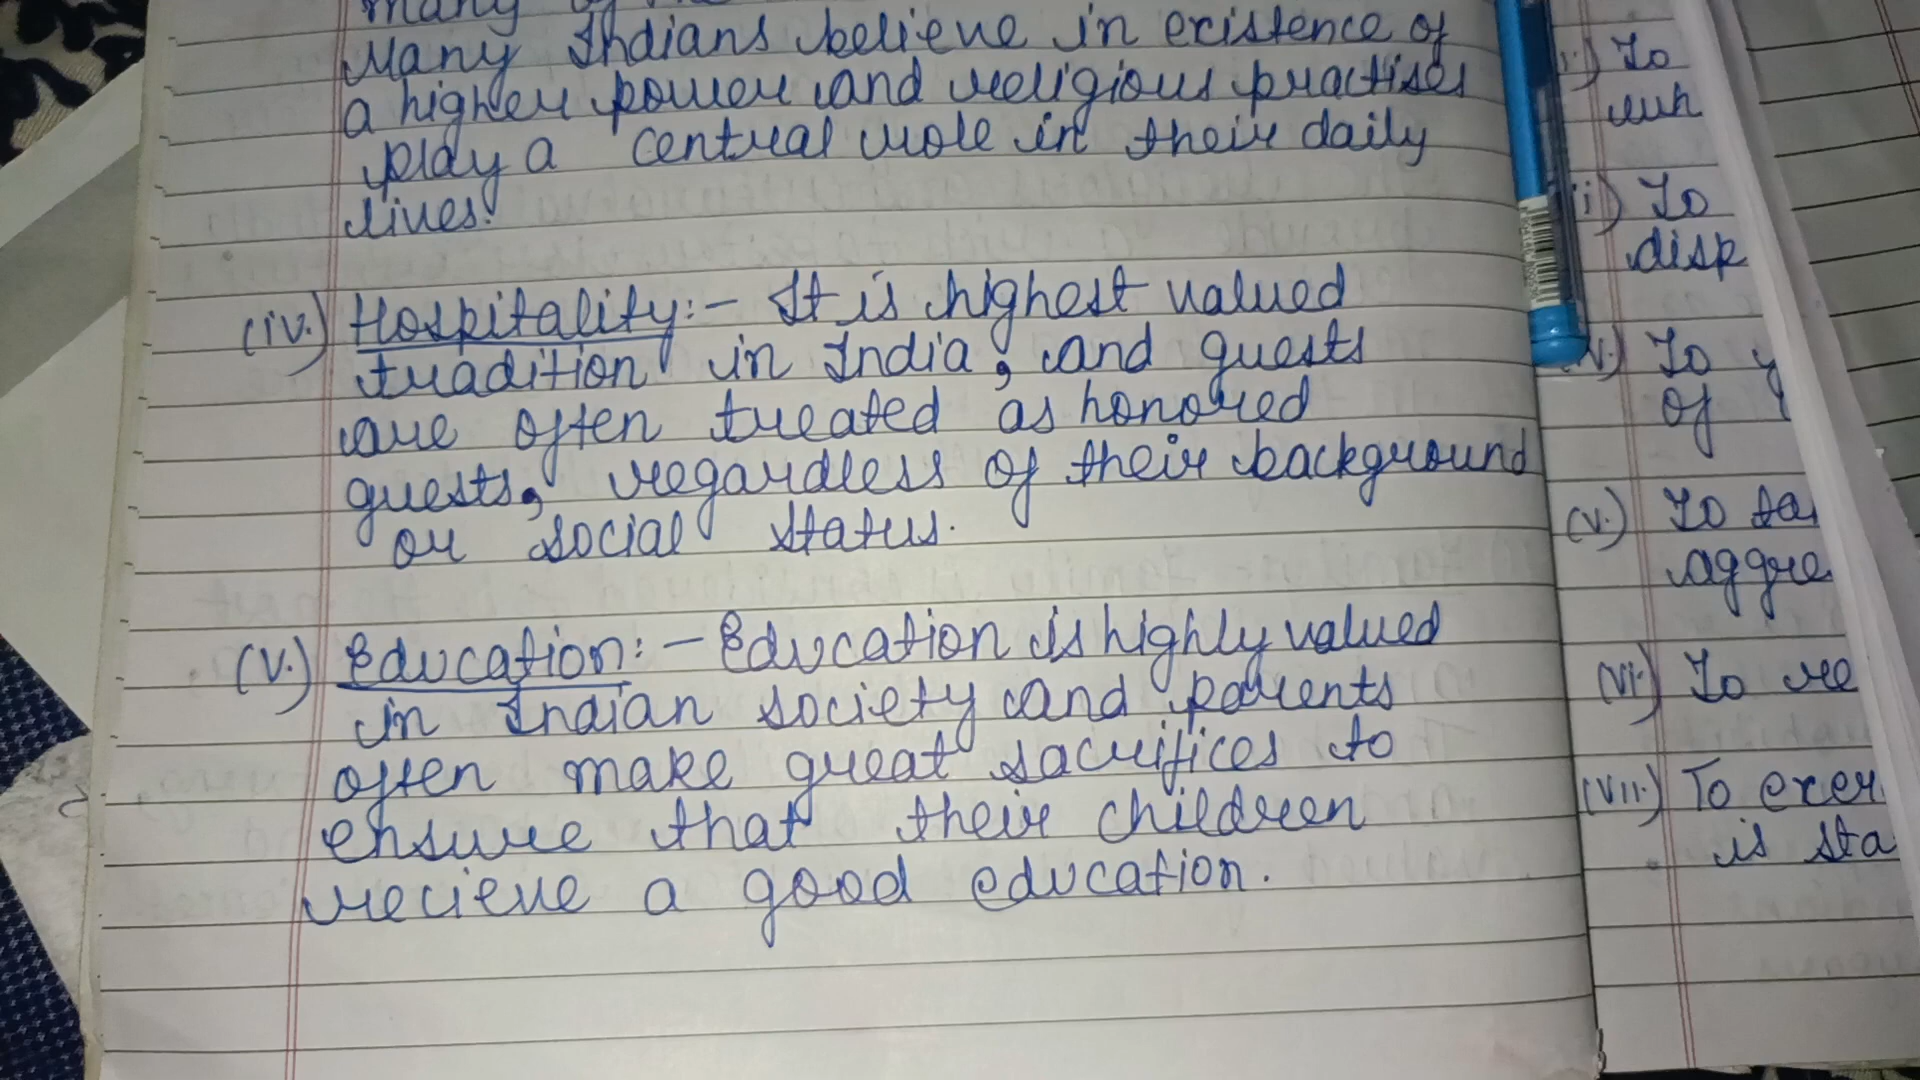 many of
Many Indians believe in existence of
a higher power and religious practises
play a central role in their daily
lives.
(iv.) Hospitality:- It is highest valued
tradition in India, and guests
are often treated as honored
guests, regardless of their background
or social status.
(v.) Education:- Education is highly valued
in Indian society and parents
often make great sacrifices to
ensure that their children
recieve a good education.
To
i) To
disp
v.) To
of
(v.) To
aggre
(vi.) To re
(vii.) To exer
is sta